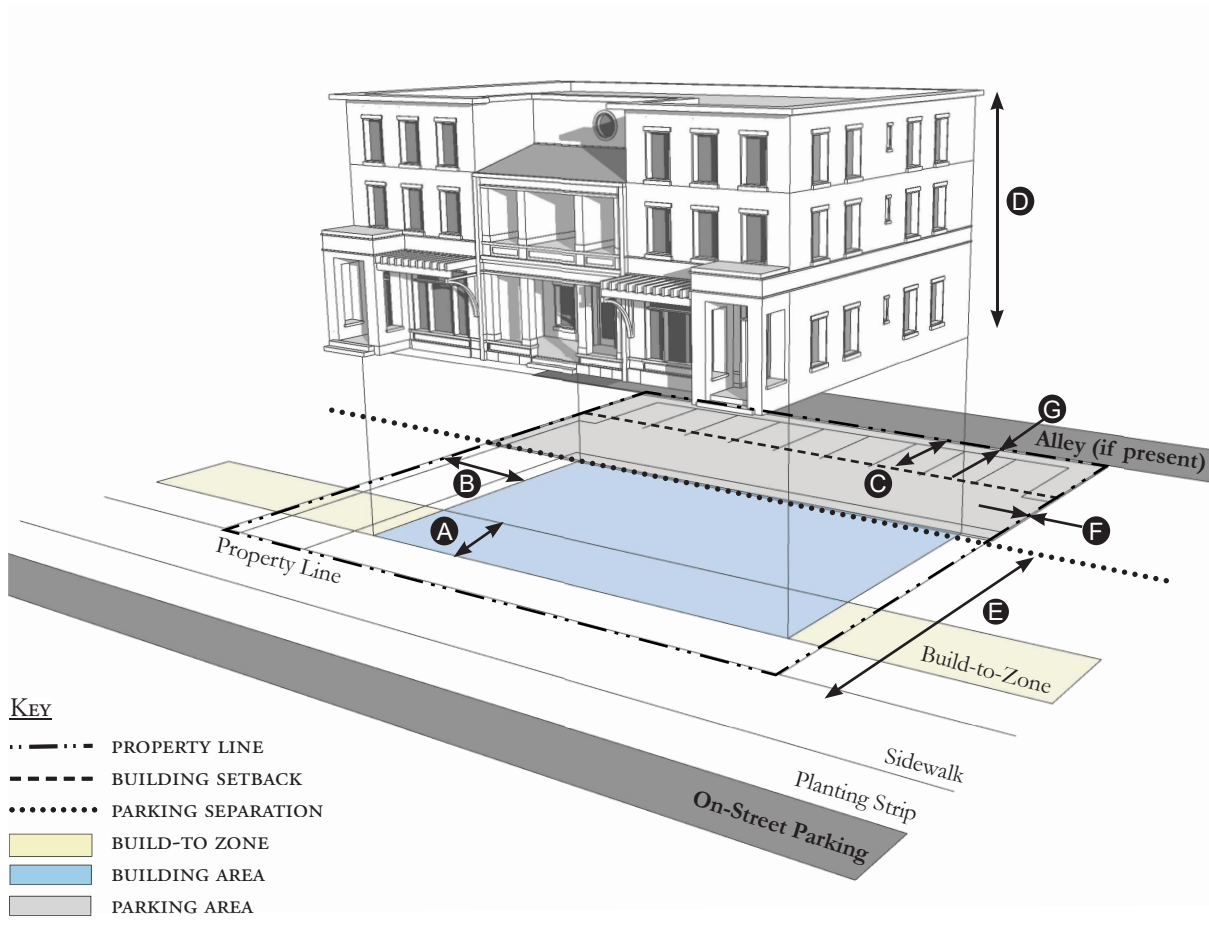 D
G
Alley (if present)
C
B
A
F
Property Line
E
Build-to-Zone
Sidewalk
Planting Strip
On-Street Parking
KEY
PROPERTY LINE
BUILDING SETBACK
PARKING SEPARATION
BUILD-TO ZONE
BUILDING AREA
PARKING AREA